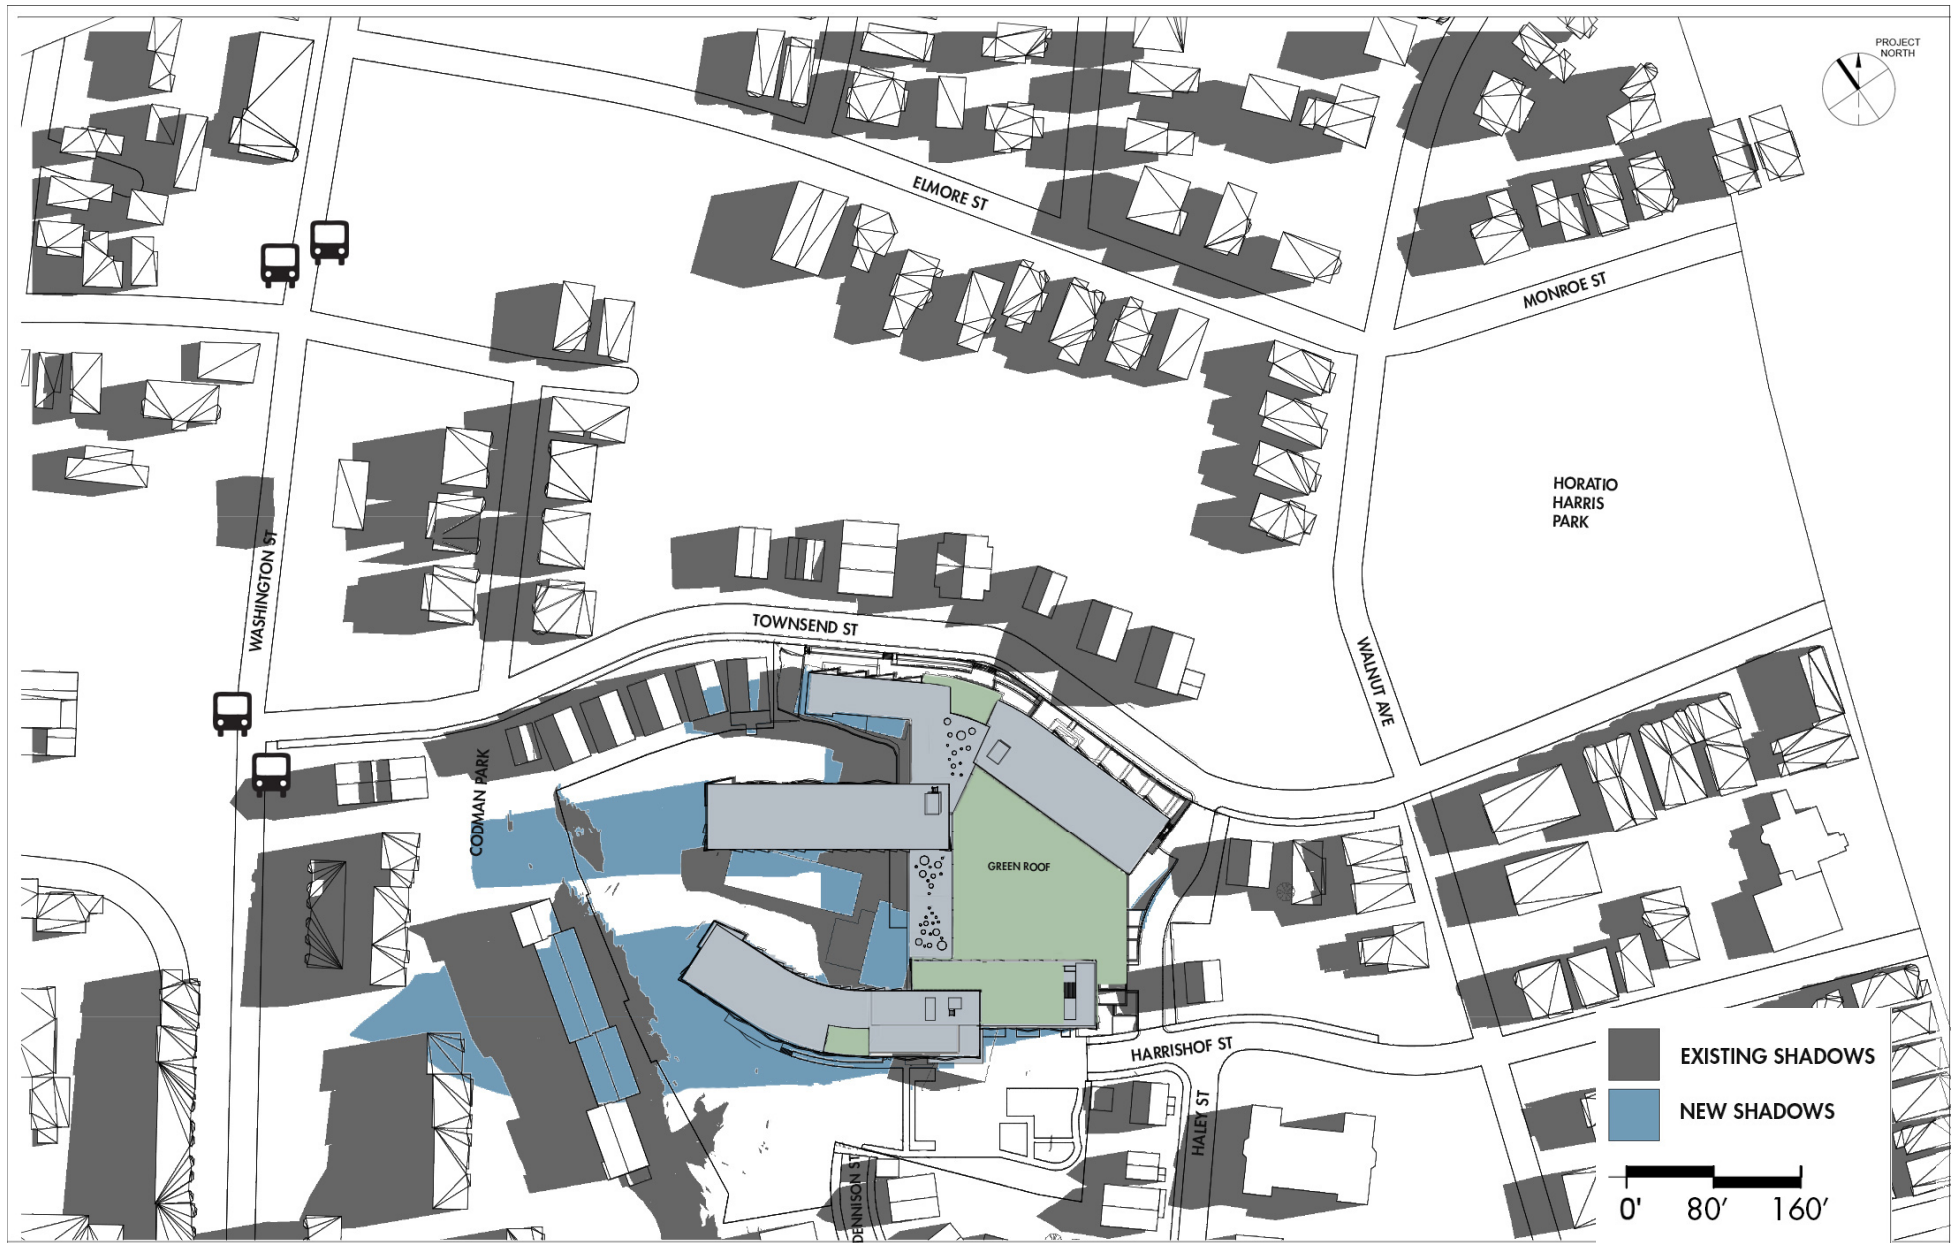 PROJECT
NORTH
ELMORE ST
MONROE ST
HORATIO
HARRIS
PARK
WASHINGTON ST
TOWNSEND ST
WALNUT AVE
CODMAN PARK
GREEN ROOF
HARRISHOF ST
HALEY ST
DENNISON ST
EXISTING SHADOWS
NEW SHADOWS
0' 80' 160'